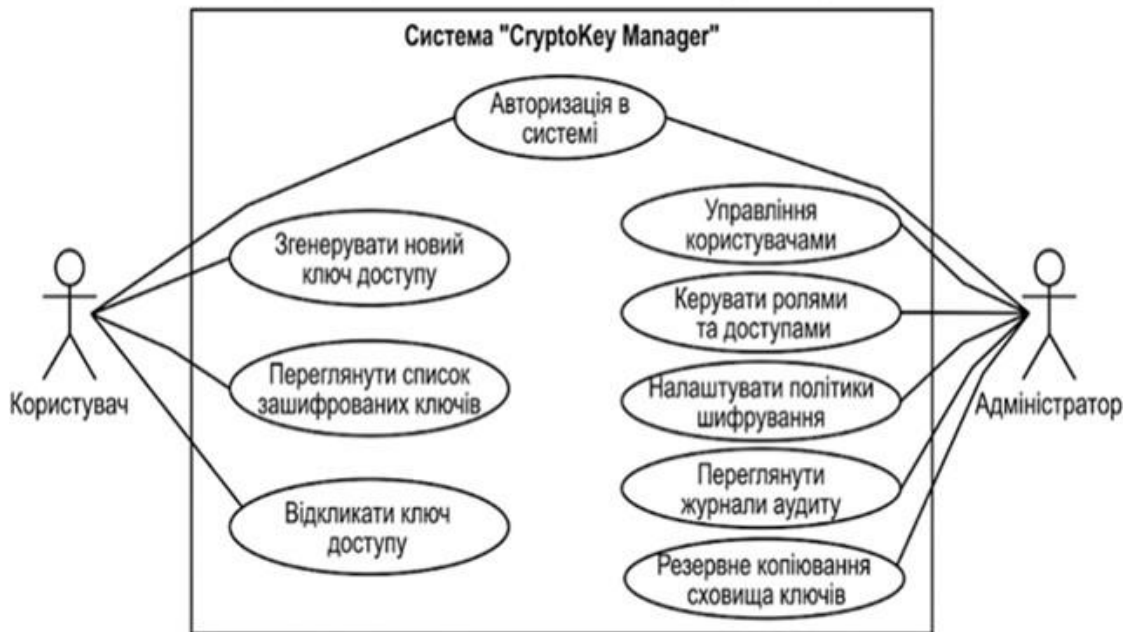 Система "CryptoKey Manager"
Авторизація в
системі
Згенерувати новий
ключ доступу
Переглянути список
зашифрованих ключів
Відкликати ключ
доступу
Користувач
Управління
користувачами
Керувати ролями
та доступами
Налаштувати політики
шифрування
Переглянути
журнали аудиту
Резервне копіювання
сховища ключів
Адміністратор